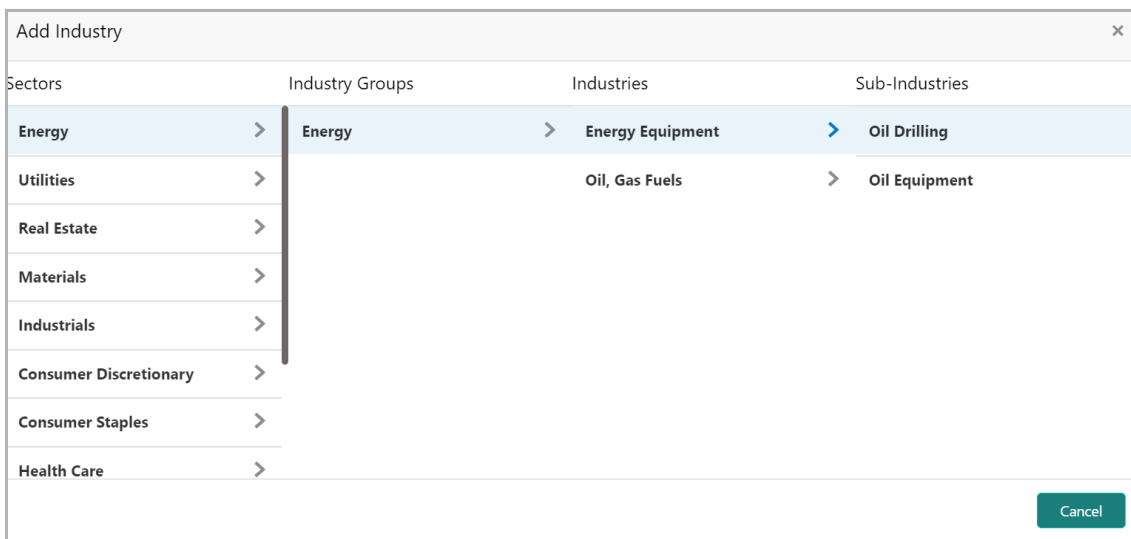 Add Industry ×
Sectors Industry Groups Industries Sub-Industries
Energy Energy Energy Equipment Oil Drilling
Utilities Oil, Gas Fuels Oil Equipment
Real Estate
Materials
Industrials
Consumer Discretionary
Consumer Staples
Health Care
Cancel